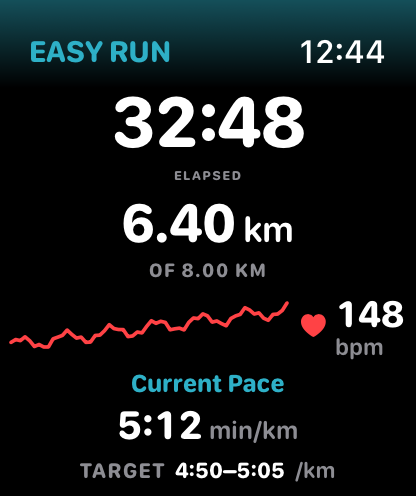 EASY RUN 12:44
32:48
ELAPSED
6.40 km
OF 8.00 KM
148
bpm
Current Pace
5:12 min/km
TARGET 4:50–5:05 /km